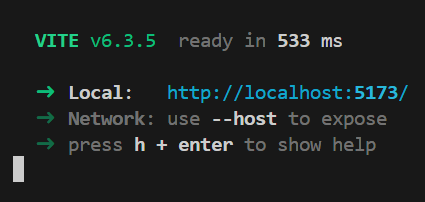 VITE v6.3.5 ready in 533 ms
➜ Local: http://localhost:5173/
➜ Network: use --host to expose
➜ press h + enter to show help